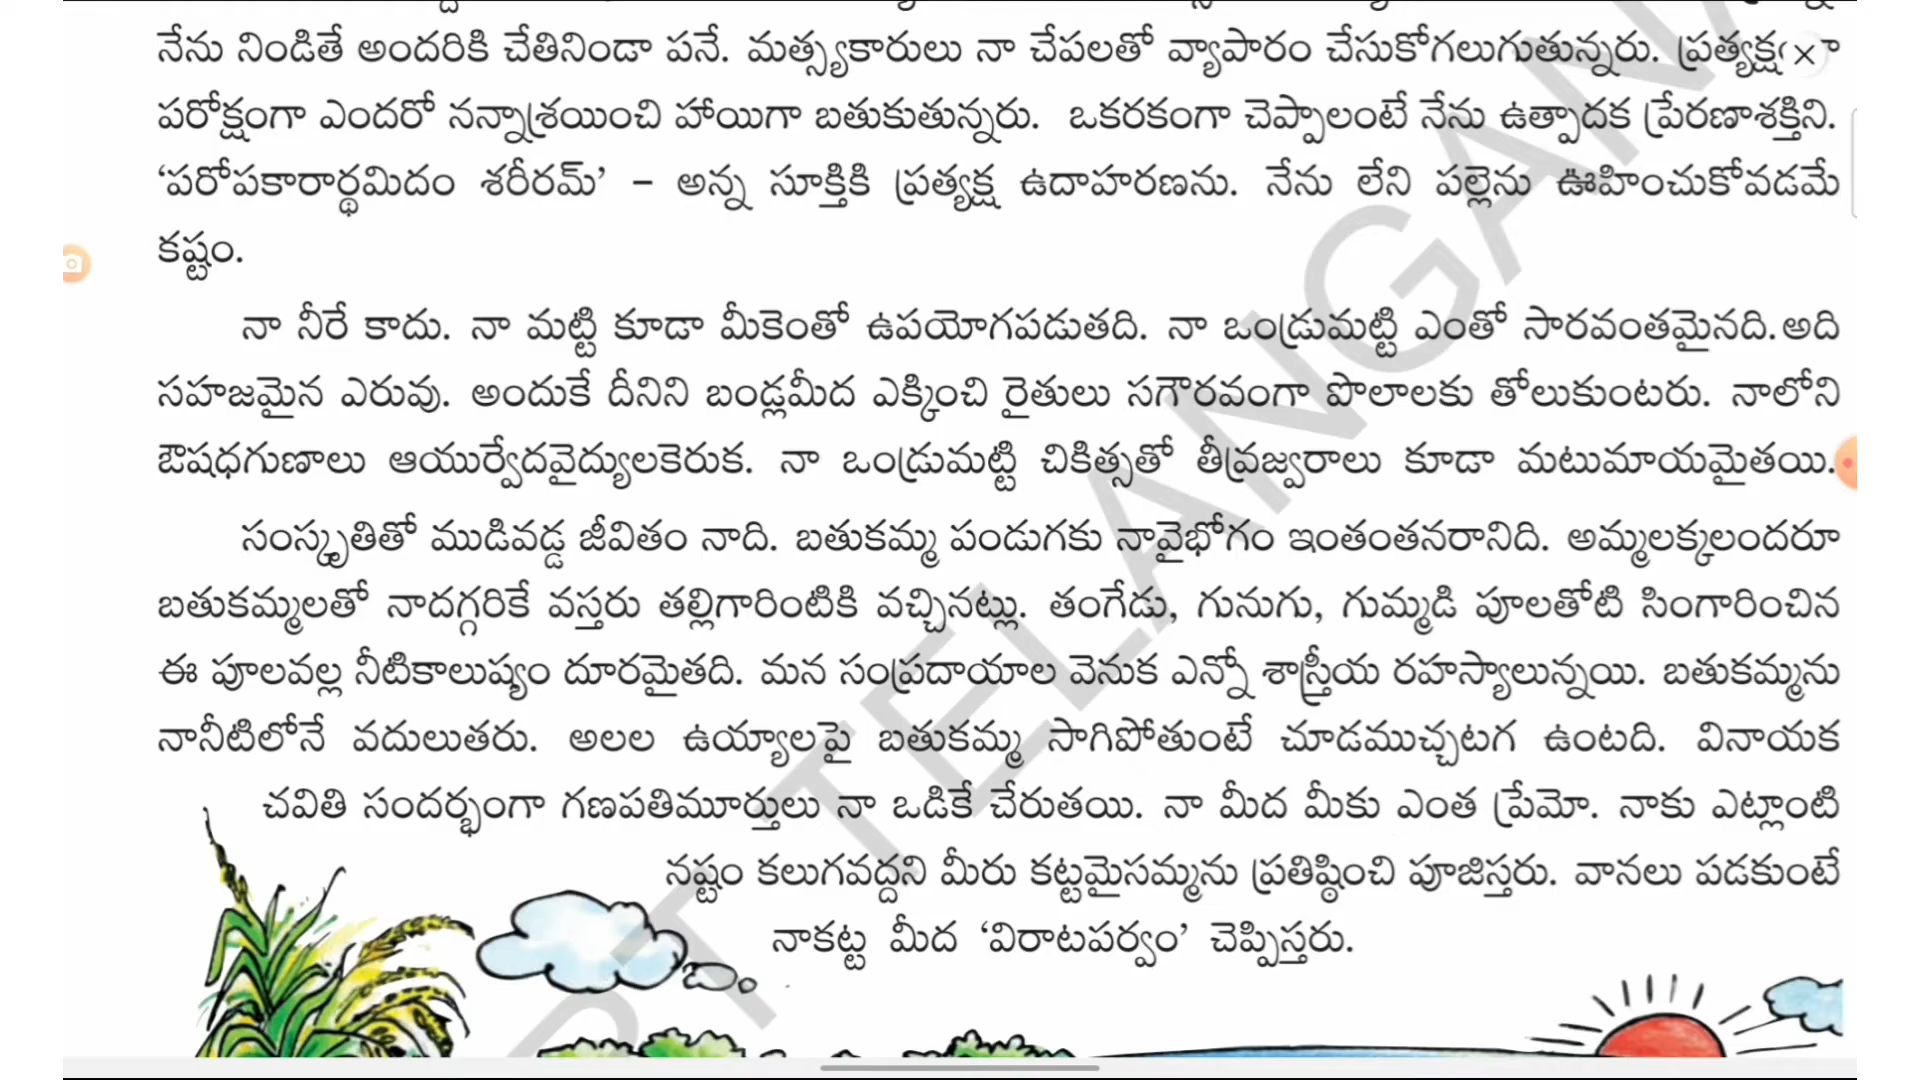 నేను నిండితే అందరికి చేతినిండా పనే. మత్స్యకారులు నా చేపలతో వ్యాపారం చేసుకోగలుగుతున్నరు.
పరోక్షంగా ఎందరో నన్నాశ్రయించి హాయిగా బతుకుతున్నరు. ఒకరకంగా చెప్పాలంటే నేను ఉత్పాదక ప్రేరణాశక్తిని.
‘పరోపకారార్థమిదం శరీరమ్’ – అన్న సూక్తికి ప్రత్యక్ష ఉదాహరణను. నేను లేని పల్లెను ఊహించుకోవడమే
కష్టం.
నా నీరే కాదు. నా మట్టి కూడా మీకెంతో ఉపయోగపడుతది. నా ఒండ్రుమట్టి ఎంతో సారవంతమైనది. అది
సహజమైన ఎరువు. అందుకే దీనిని బండ్లమీద ఎక్కించి రైతులు సగౌరవంగా పొలాలకు తోలుకుంటరు. నాలోని
ఔషధగుణాలు ఆయుర్వేదవైద్యులకెరుక. నా ఒండ్రుమట్టి చికిత్సతో తీవ్రజ్వరాలు కూడా మటుమాయమైతయి.
సంస్కృతితో ముడివడ్డ జీవితం నాది. బతుకమ్మ పండుగకు నావైభోగం ఇంతంతనరానిది. అమ్మలక్కలందరూ
బతుకమ్మలతో నాదగ్గరికే వస్తరు తల్లిగారింటికి వచ్చినట్లు. తంగేడు, గునుగు, గుమ్మడి పూలతోటి సింగారించిన
ఈ పూలవల్ల నీటికాలుష్యం దూరమైతది. మన సంప్రదాయాల వెనుక ఎన్నో శాస్త్రీయ రహస్యాలున్నయి. బతుకమ్మను
నానీటిలోనే వదులుతరు. అలల ఉయ్యాలపై బతుకమ్మ సాగిపోతుంటే చూడముచ్చటగ ఉంటది. వినాయక
చవితి సందర్భంగా గణపతిమూర్తులు నా ఒడికే చేరుతయి. నా మీద మీకు ఎంత ప్రేమో. నాకు ఎట్లాంటి
నష్టం కలుగవద్దని మీరు కట్టమైసమ్మను ప్రతిష్ఠించి పూజిస్తరు. వానలు పడకుంటే
నాకట్ట మీద ‘విరాటపర్వం’ చెప్పిస్తరు.